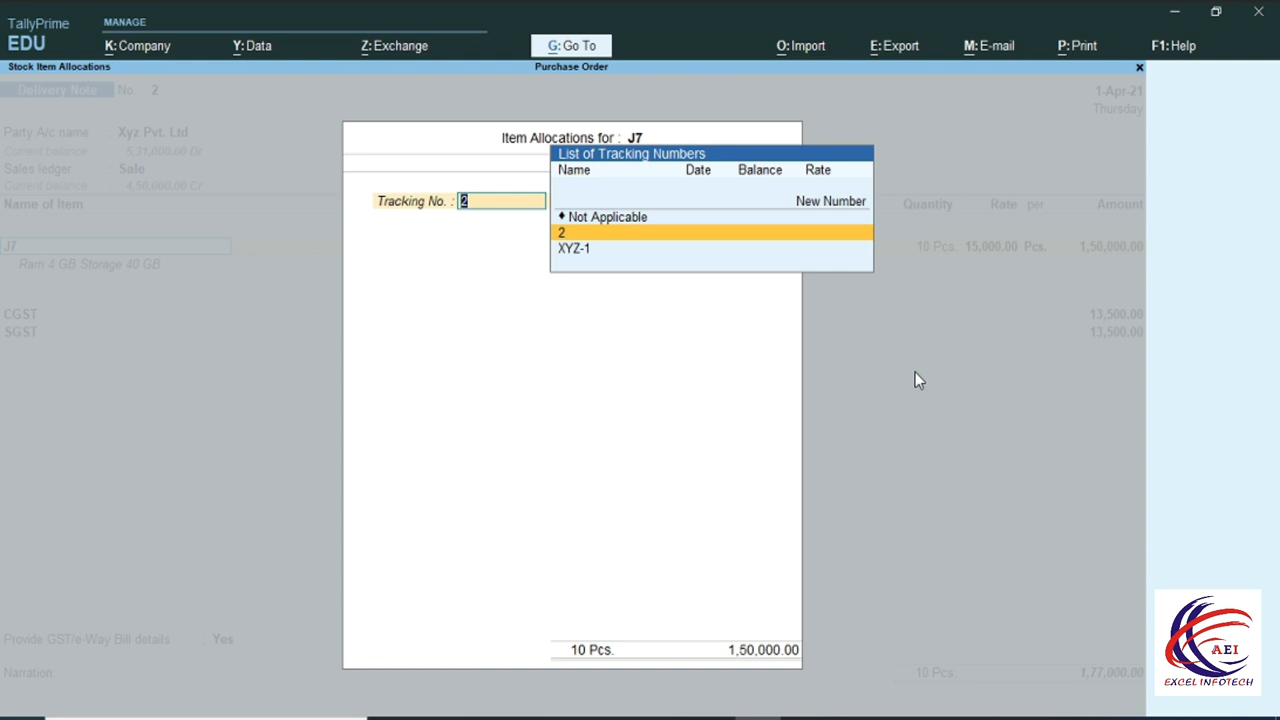 TallyPrime
EDU
MANAGE
K: Company
Y: Data
Z: Exchange
G: Go To
O: Import
E: Export
M: E-mail
P: Print
F1: Help
Stock Item Allocations
Purchase Order
Delivery Note No. 2
1-Apr-21
Thursday
Party A/c name : Xyz Pvt. Ltd
Current balance : 5,31,000.00 Dr
Sales ledger : Sale
Current balance : 4,50,000.00 Cr
Name of Item
Quantity Rate per Amount
J7
10 Pcs. 15,000.00 Pcs. 1,50,000.00
Ram 4 GB Storage 40 GB
CGST 13,500.00
SGST 13,500.00
Item Allocations for : J7
Tracking No. : 2
List of Tracking Numbers
Name Date Balance Rate
New Number
♦ Not Applicable
2
XYZ-1
10 Pcs. 1,50,000.00
Provide GST/e-Way Bill details : Yes
Narration:
10 Pcs. 1,77,000.00
AEI
EXCEL INFOTECH